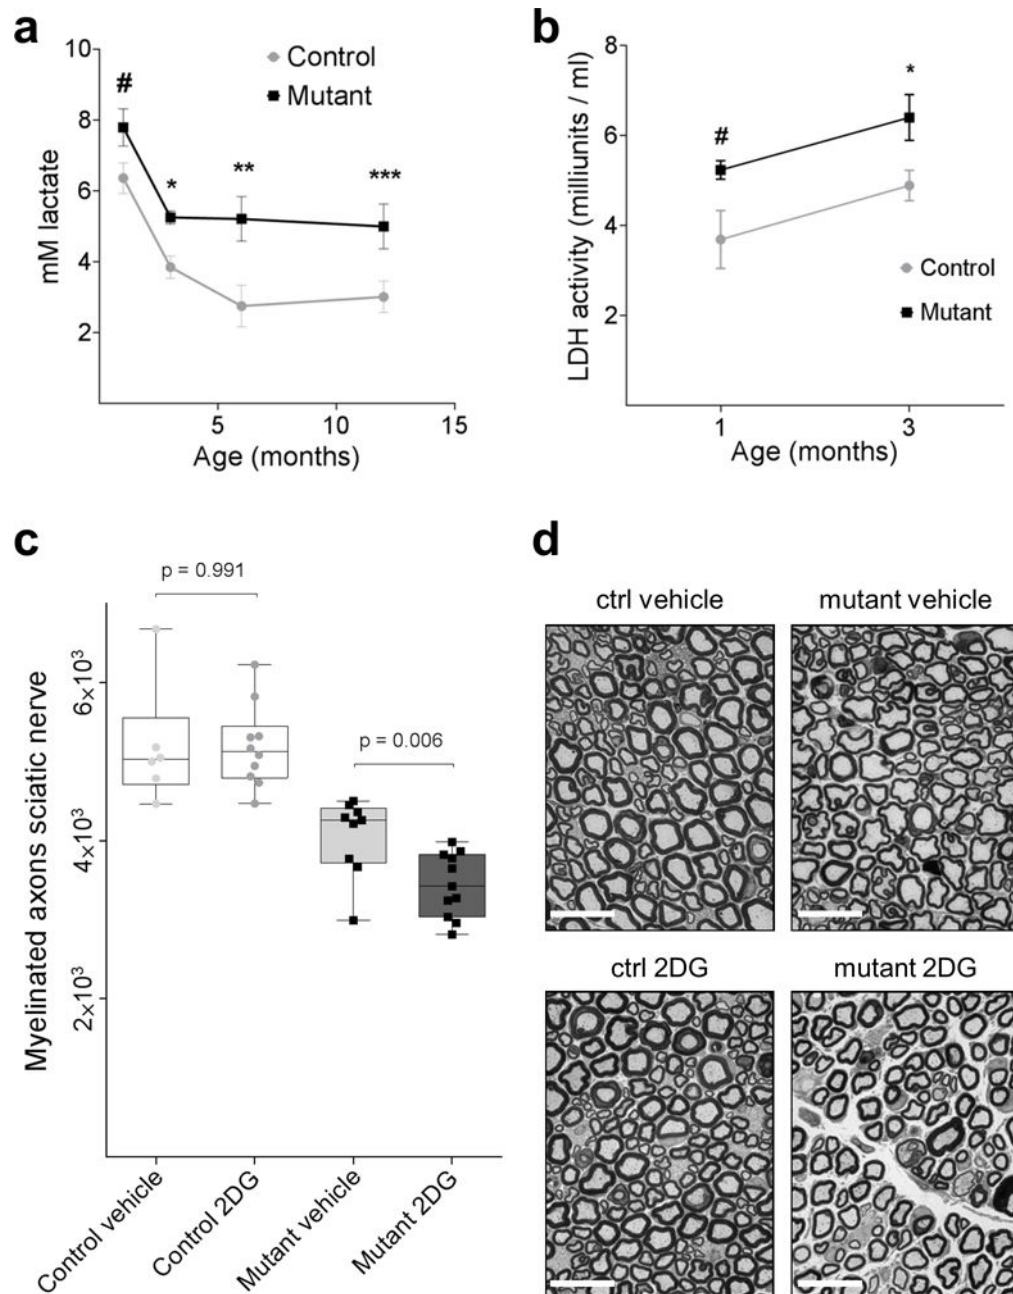 a
10
8
6
4
2
mM lactate
#
*
**
***
Control
Mutant
5
10
15
Age (months)
b
8
6
4
2
LDH activity (milliunits / ml)
#
*
Control
Mutant
1
3
Age (months)
c
p = 0.991
p = 0.006
Myelinated axons sciatic nerve
6×10³
4×10³
2×10³
Control vehicle
Control 2DG
Mutant vehicle
Mutant 2DG
d
ctrl vehicle
mutant vehicle
ctrl 2DG
mutant 2DG